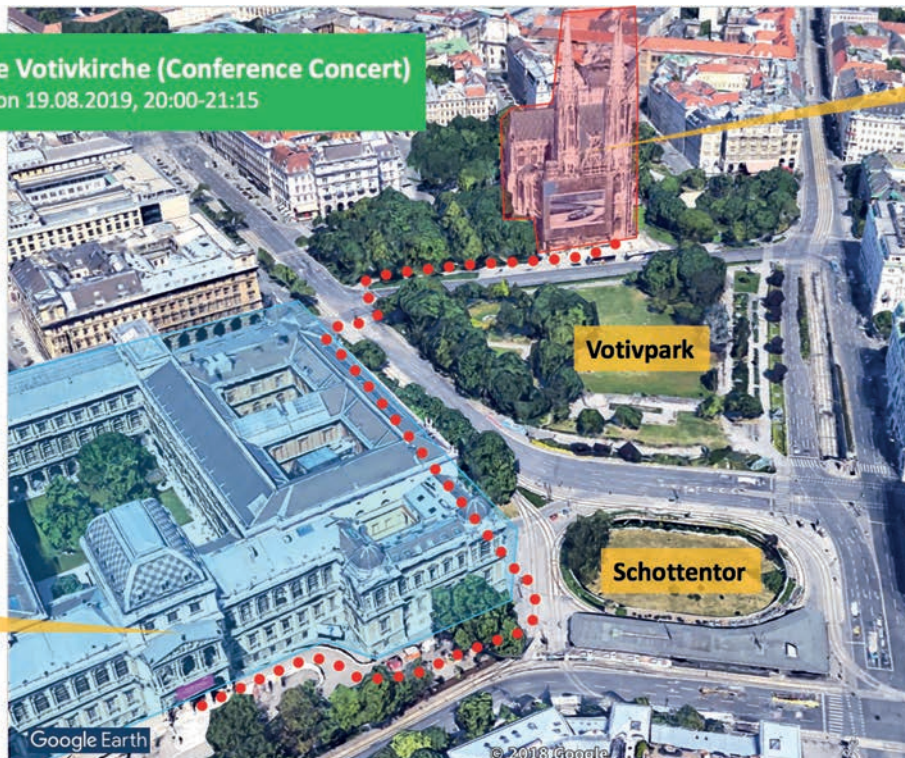 e Votivkirche (Conference Concert)
on 19.08.2019, 20:00-21:15
Votivpark
Schottentor
Google Earth
© 2018 Google